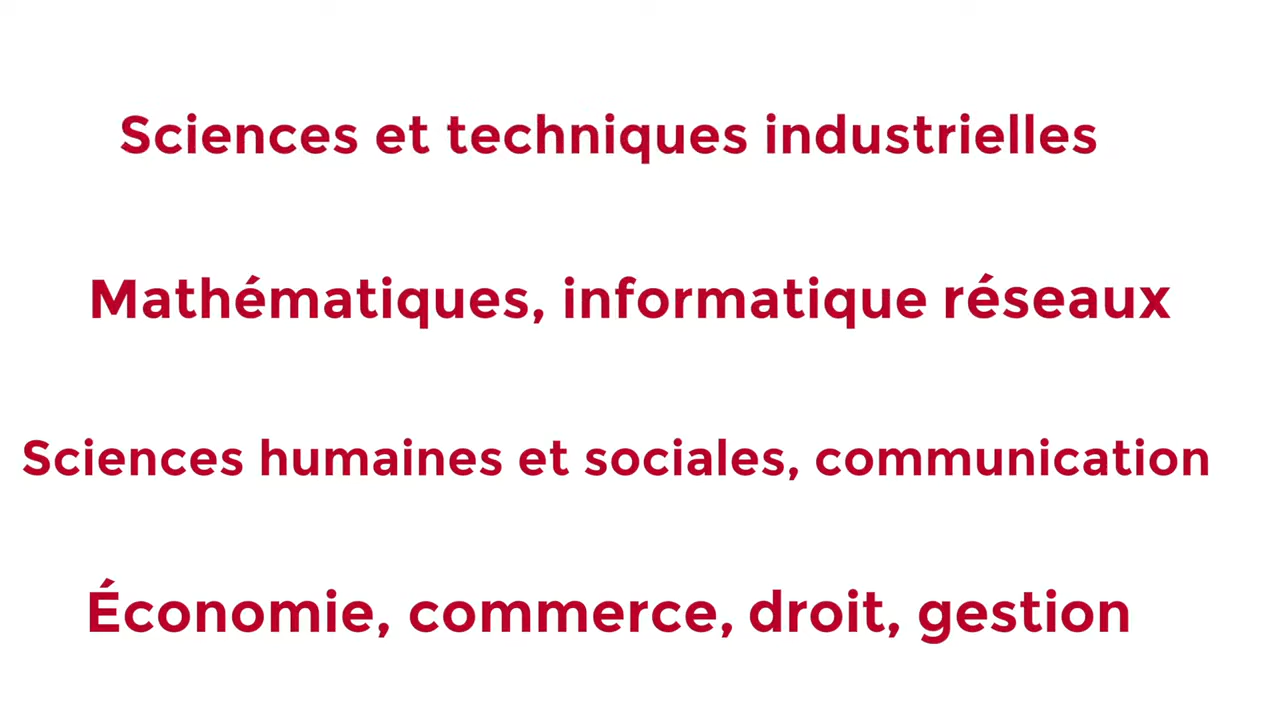 Sciences et techniques industrielles
Mathématiques, informatique réseaux
Sciences humaines et sociales, communication
Économie, commerce, droit, gestion